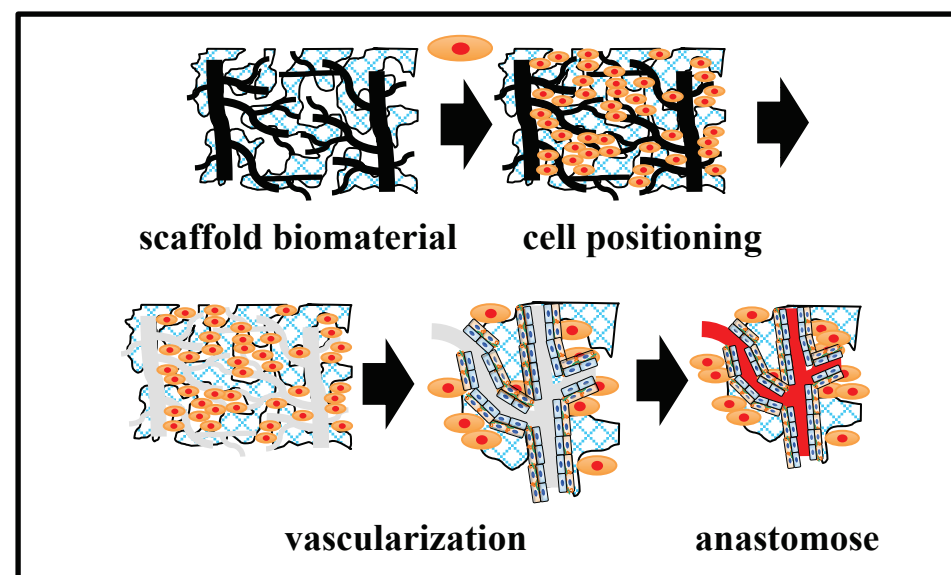 scaffold biomaterial
cell positioning
vascularization
anastomose